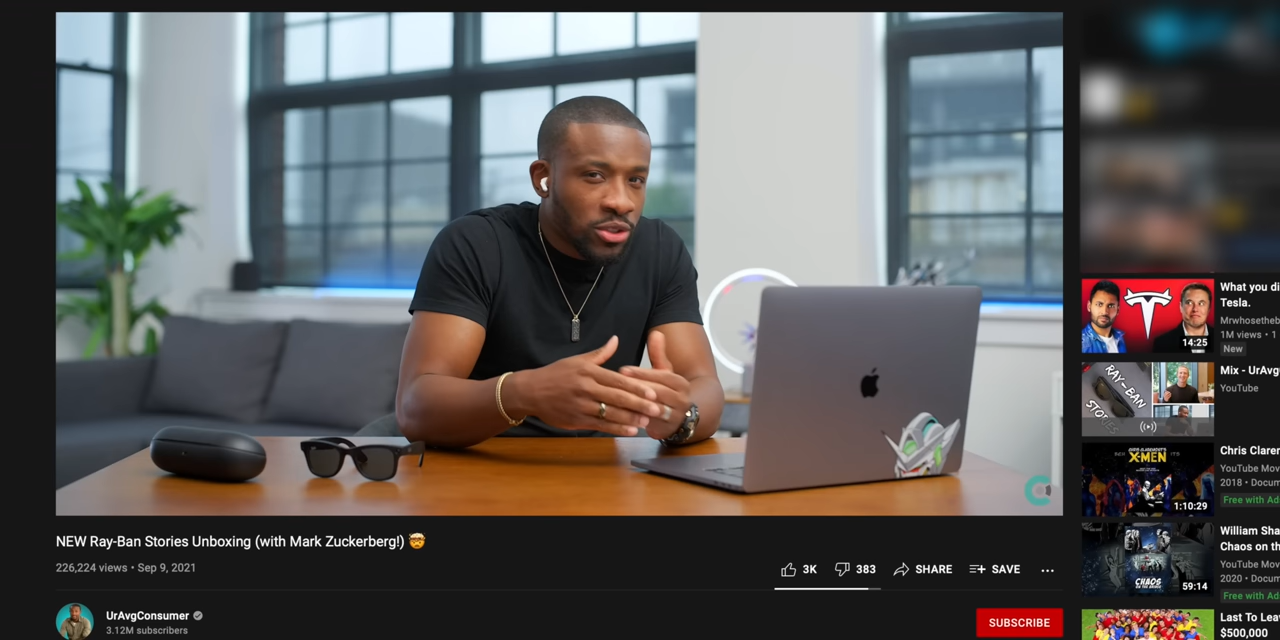 NEW Ray-Ban Stories Unboxing (with Mark Zuckerberg!) 🤯
226,224 views • Sep 9, 2021
3K
383
SHARE
SAVE
UrAvgConsumer
3.12M subscribers
SUBSCRIBE
What you di
Tesla.
Mrwhosetheb
1M views • 1
New
14:25
RAY-BAN
STORIES
Mix - UrAvg
YouTube
X-MEN
1:10:29
Chris Clarer
YouTube Mov
2018 • Docum
Free with Ad
CHAOS
59:14
William Sha
Chaos on th
YouTube Mov
2020 • Docum
Free with Ad
Last To Lea
$500,000